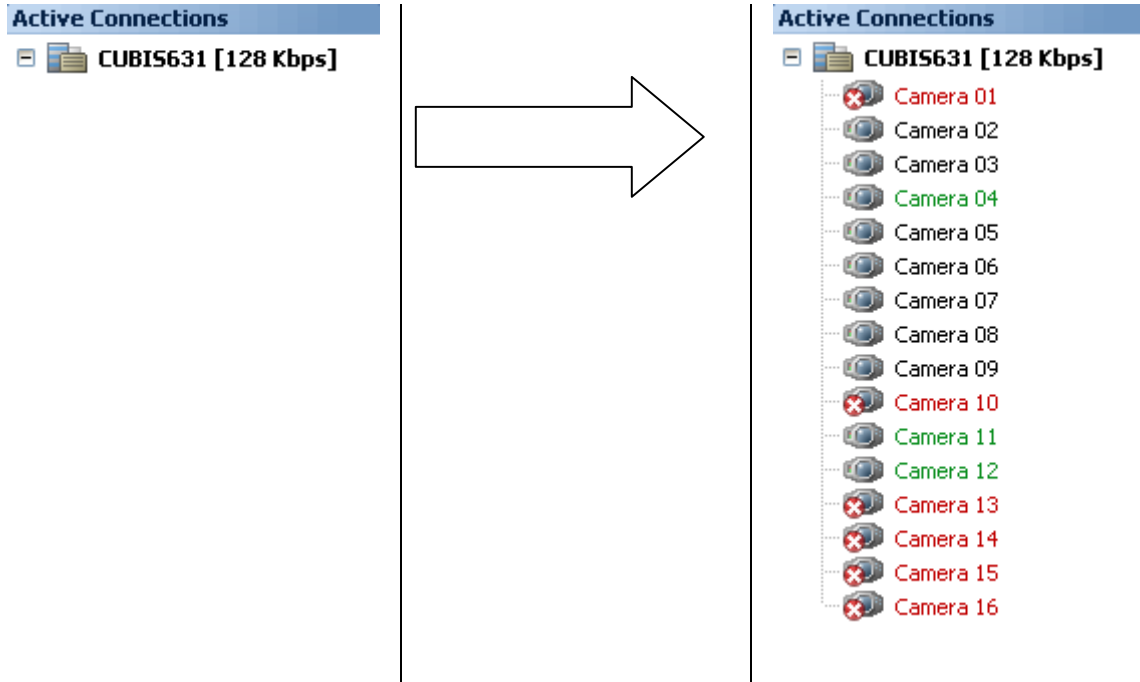 Active Connections
CUBIS631 [128 Kbps]
Active Connections
CUBIS631 [128 Kbps]
Camera 01
Camera 02
Camera 03
Camera 04
Camera 05
Camera 06
Camera 07
Camera 08
Camera 09
Camera 10
Camera 11
Camera 12
Camera 13
Camera 14
Camera 15
Camera 16